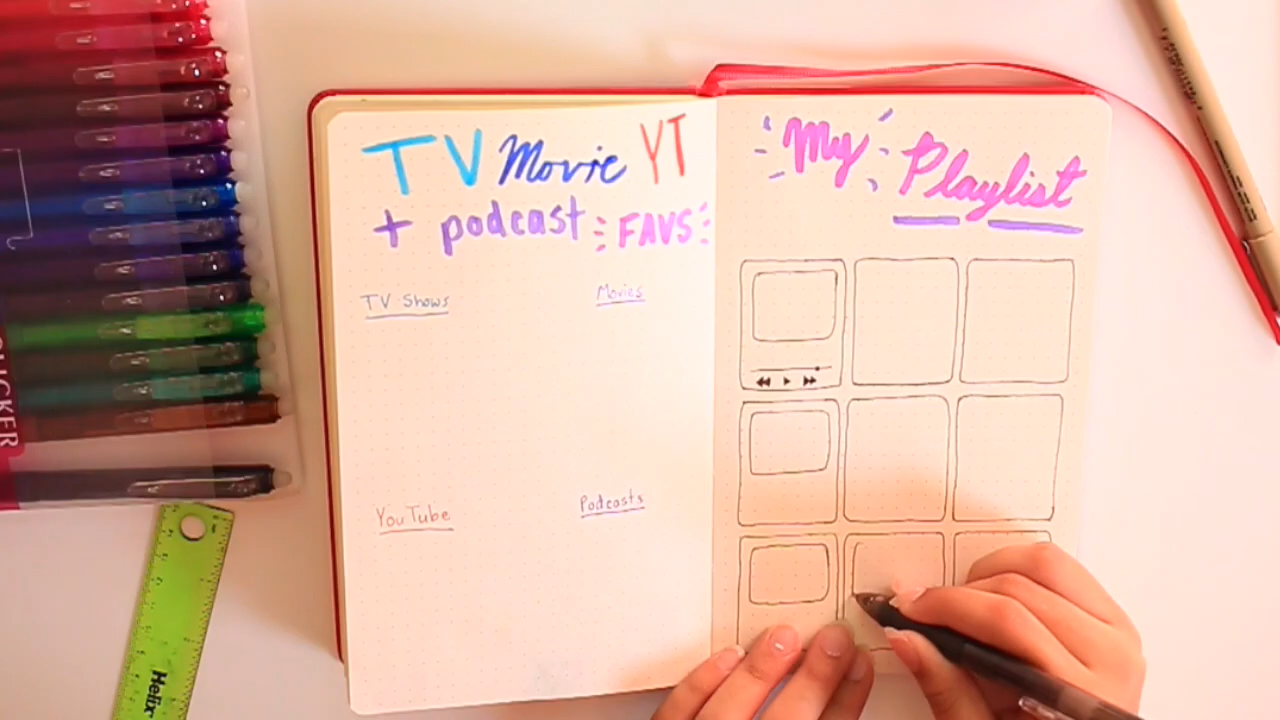 TV Movie YT
+ podcast FAVS
TV Shows
Movies
YouTube
Podcasts
My Playlist
Helix